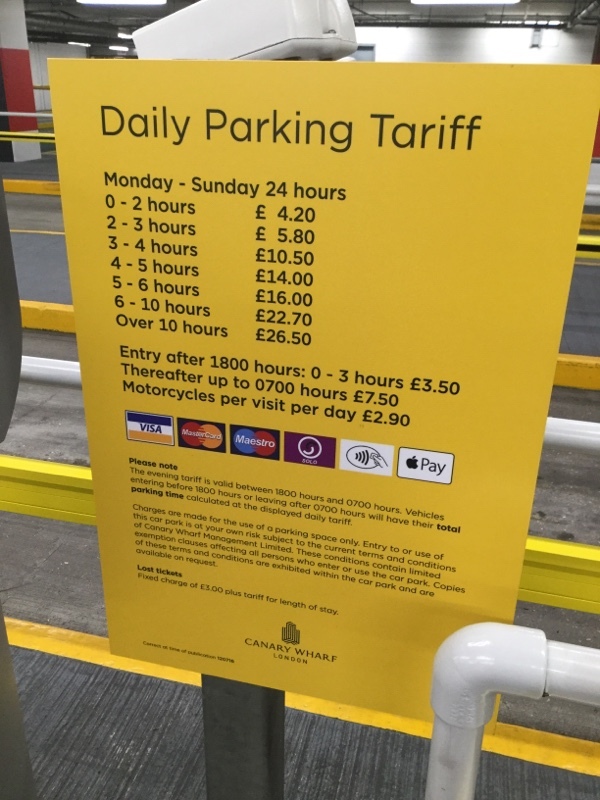 Daily Parking Tariff
Monday - Sunday 24 hours
0 - 2 hours £ 4.20
2 - 3 hours £ 5.80
3 - 4 hours £10.50
4 - 5 hours £14.00
5 - 6 hours £16.00
6 - 10 hours £22.70
Over 10 hours £26.50
Entry after 1800 hours: 0 - 3 hours £3.50
Thereafter up to 0700 hours £7.50
Motorcycles per visit per day £2.90
VISA MasterCard Maestro SOLO Pay
Please note
The evening tariff is valid between 1800 hours and 0700 hours. Vehicles
entering before 1800 hours or leaving after 0700 hours will have their total
parking time calculated at the displayed daily tariff.
Charges are made for the use of a parking space only. Entry to or use of
this car park is at your own risk subject to the current terms and conditions
of Canary Wharf Management Limited. These conditions contain limited
exemption clauses affecting all persons who enter or use the car park. Copies
of these terms and conditions are exhibited within the car park and are
available on request.
Lost tickets
Fixed charge of £3.00 plus tariff for length of stay.
CANARY WHARF
LONDON
Correct at time of publication